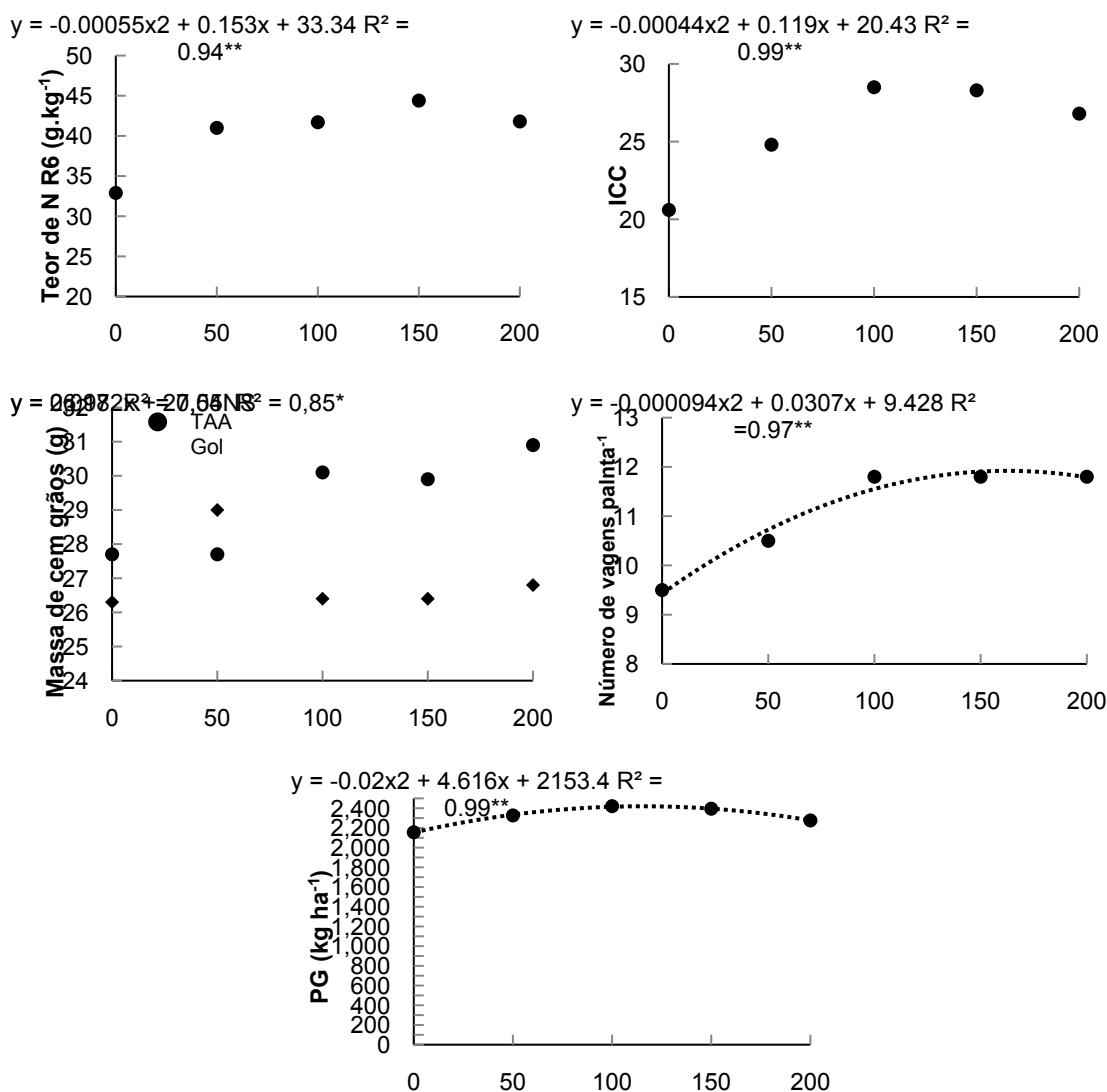 y = -0.00055x2 + 0.153x + 33.34 R² =
0.94**
50
45
40
35
30
25
20
Teor de N R6 (g.kg-1)
0 50 100 150 200
y = -0.00044x2 + 0.119x + 20.43 R² =
0.99**
30
25
20
15
ICC
0 50 100 150 200
R² = 0,85*
TAA
Gol
32
31
30
29
28
27
26
25
24
Massa de cem grãos (g)
0 50 100 150 200
y = -0.000094x2 + 0.0307x + 9.428 R²
=0.97**
13
12
11
10
9
8
Número de vagens palnta-1
0 50 100 150 200
y = -0.02x2 + 4.616x + 2153.4 R² =
0.99**
2,400
2,200
2,000
1,800
1,600
1,400
1,200
1,000
800
600
400
200
0
PG (kg ha-1)
0 50 100 150 200